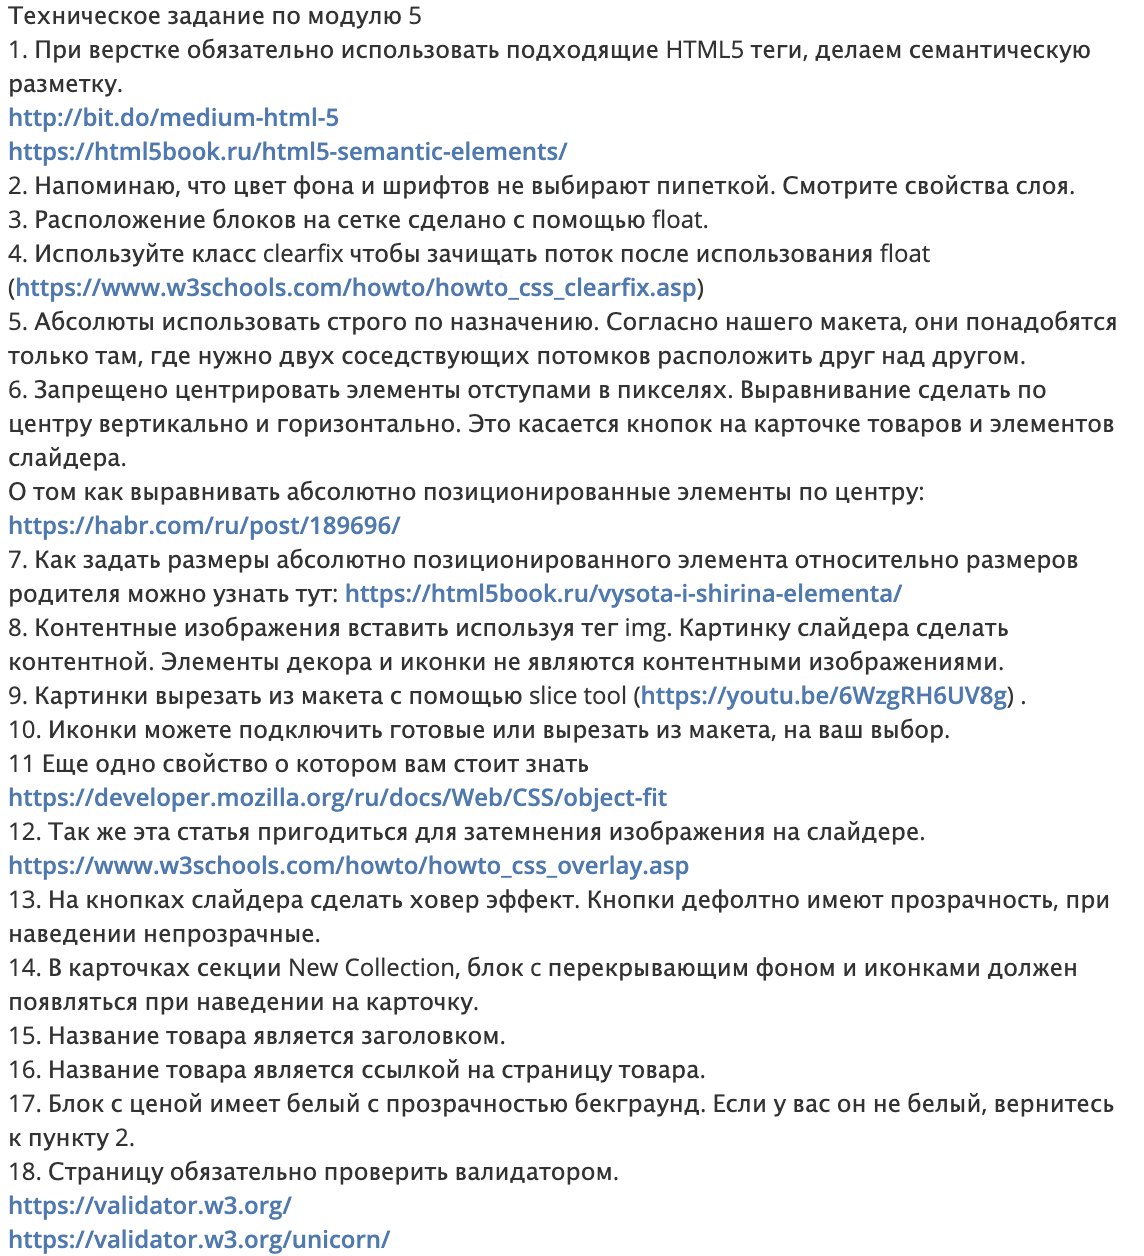 Техническое задание по модулю 5
1. При верстке обязательно использовать подходящие HTML5 теги, делаем семантическую
разметку.
http://bit.do/medium-html-5
https://html5book.ru/html5-semantic-elements/
2. Напоминаю, что цвет фона и шрифтов не выбирают пипеткой. Смотрите свойства слоя.
3. Расположение блоков на сетке сделано с помощью float.
4. Используйте класс clearfix чтобы зачищать поток после использования float
(https://www.w3schools.com/howto/howto_css_clearfix.asp)
5. Абсолюты использовать строго по назначению. Согласно нашего макета, они понадобятся
только там, где нужно двух соседствующих потомков расположить друг над другом.
6. Запрещено центрировать элементы отступами в пикселях. Выравнивание сделать по
центру вертикально и горизонтально. Это касается кнопок на карточке товаров и элементов
слайдера.
О том как выравнивать абсолютно позиционированные элементы по центру:
https://habr.com/ru/post/189696/
7. Как задать размеры абсолютно позиционированного элемента относительно размеров
родителя можно узнать тут: https://html5book.ru/vysota-i-shirina-elementa/
8. Контентные изображения вставить используя тег img. Картинку слайдера сделать
контентной. Элементы декора и иконки не являются контентными изображениями.
9. Картинки вырезать из макета с помощью slice tool (https://youtu.be/6WzgRH6UV8g) .
10. Иконки можете подключить готовые или вырезать из макета, на ваш выбор.
11 Еще одно свойство о котором вам стоит знать
https://developer.mozilla.org/ru/docs/Web/CSS/object-fit
12. Так же эта статья пригодиться для затемнения изображения на слайдере.
https://www.w3schools.com/howto/howto_css_overlay.asp
13. На кнопках слайдера сделать ховер эффект. Кнопки дефолтно имеют прозрачность, при
наведении непрозрачные.
14. В карточках секции New Collection, блок с перекрывающим фоном и иконками должен
появляться при наведении на карточку.
15. Название товара является заголовком.
16. Название товара является ссылкой на страницу товара.
17. Блок с ценой имеет белый с прозрачностью бекграунд. Если у вас он не белый, вернитесь
к пункту 2.
18. Страницу обязательно проверить валидатором.
https://validator.w3.org/
https://validator.w3.org/unicorn/